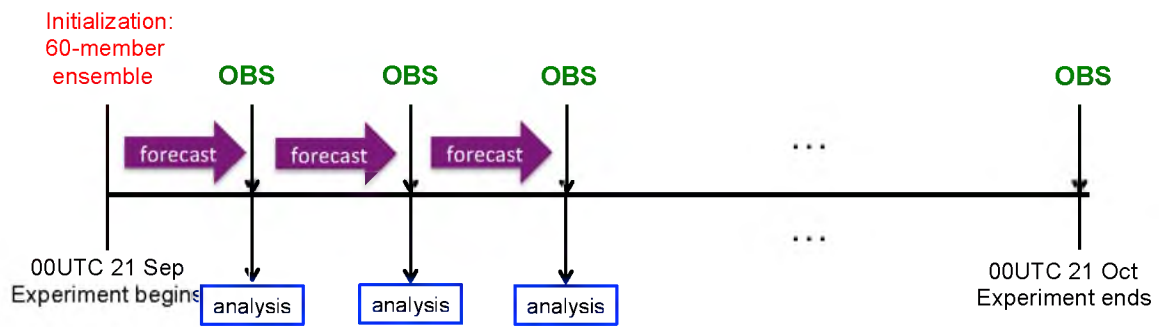 Initialization:
60-member
ensemble
OBS
OBS
OBS
OBS
forecast
forecast
forecast
...
...
00UTC 21 Sep
Experiment begins
analysis
analysis
analysis
00UTC 21 Oct
Experiment ends